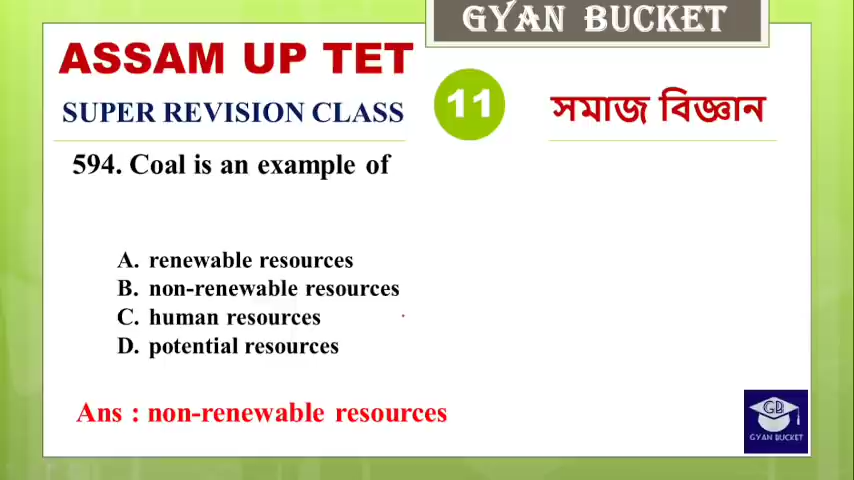 GYAN BUCKET
ASSAM UP TET
SUPER REVISION CLASS
11
সমাজ বিজ্ঞান
594. Coal is an example of
A. renewable resources
B. non-renewable resources
C. human resources
D. potential resources
Ans : non-renewable resources
GB
GYAN BUCKET